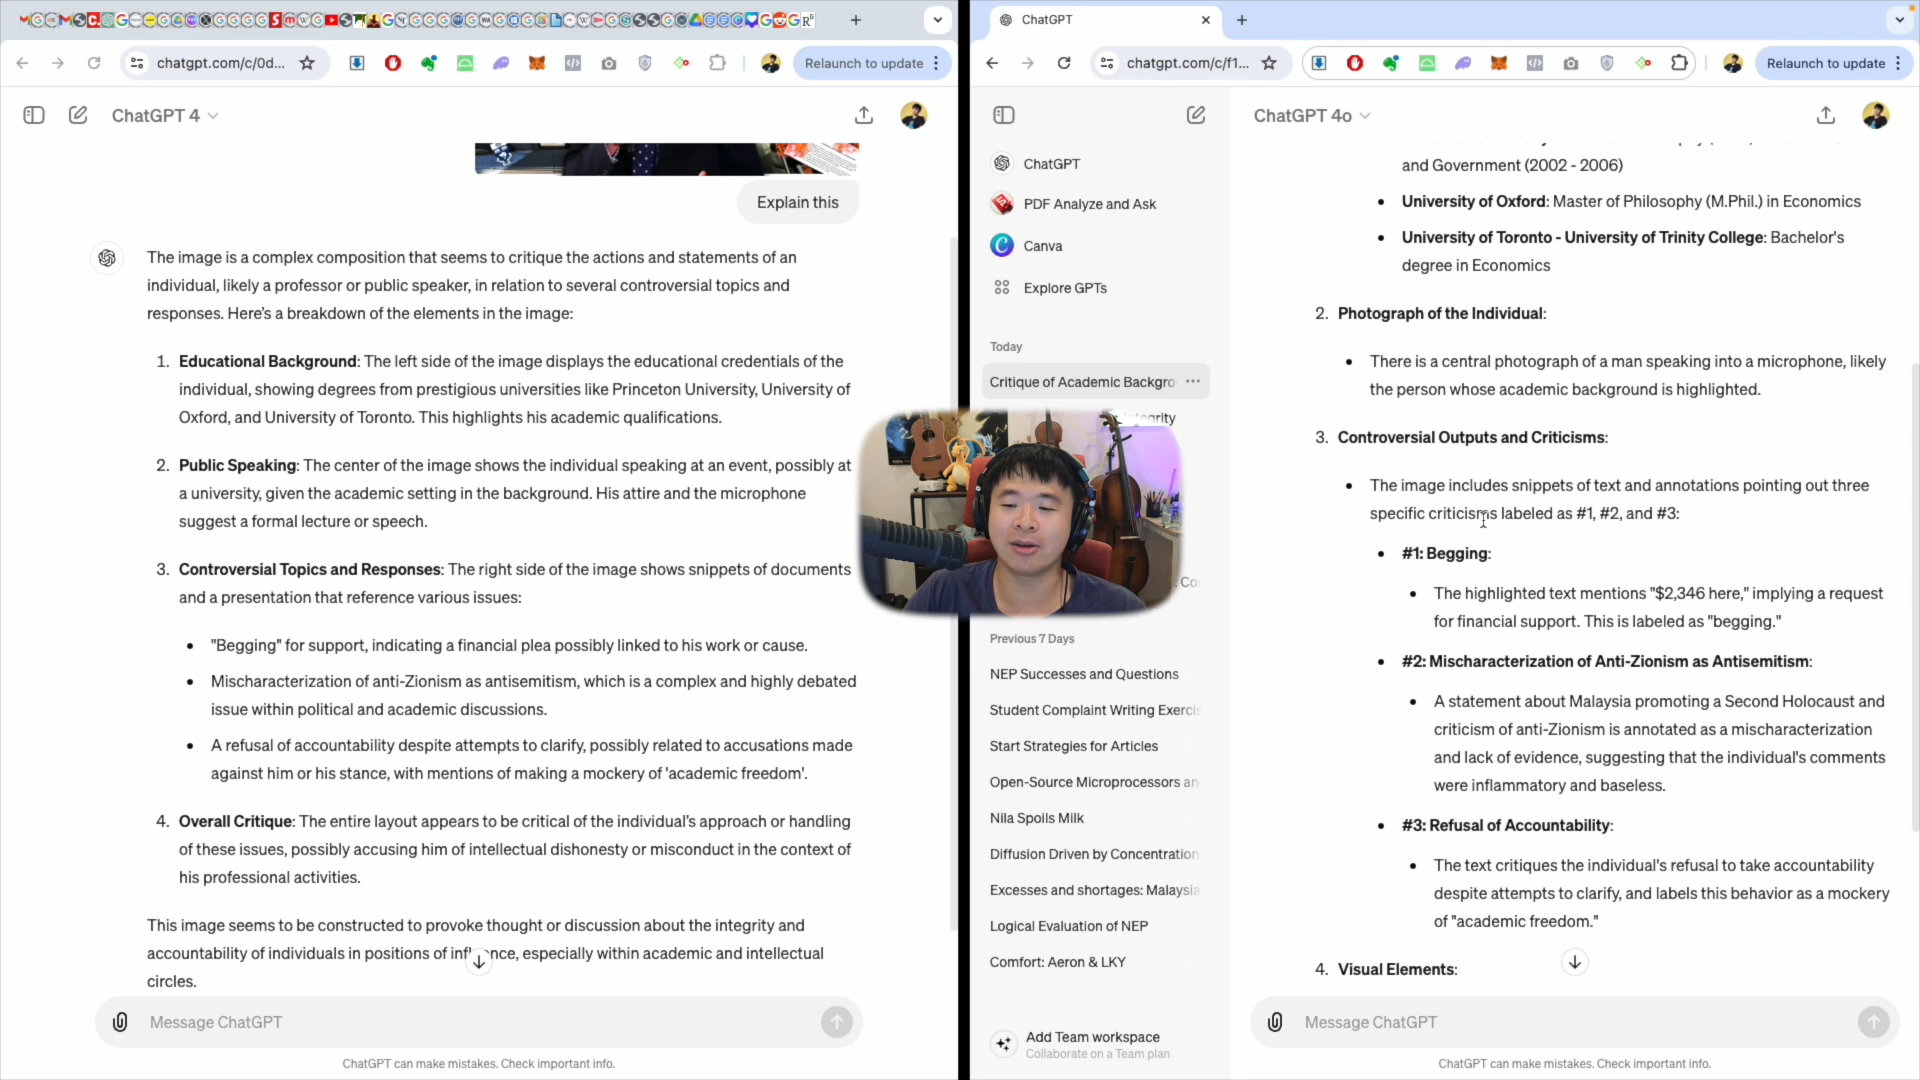 chatgpt.com/c/0d...
Relaunch to update
ChatGPT 4
Explain this
The image is a complex composition that seems to critique the actions and statements of an
individual, likely a professor or public speaker, in relation to several controversial topics and
responses. Here's a breakdown of the elements in the image:
1. Educational Background: The left side of the image displays the educational credentials of the
individual, showing degrees from prestigious universities like Princeton University, University of
Oxford, and University of Toronto. This highlights his academic qualifications.
2. Public Speaking: The center of the image shows the individual speaking at an event, possibly at
a university, given the academic setting in the background. His attire and the microphone
suggest a formal lecture or speech.
3. Controversial Topics and Responses: The right side of the image shows snippets of documents
and a presentation that reference various issues:
• "Begging" for support, indicating a financial plea possibly linked to his work or cause.
• Mischaracterization of anti-Zionism as antisemitism, which is a complex and highly debated
issue within political and academic discussions.
• A refusal of accountability despite attempts to clarify, possibly related to accusations made
against him or his stance, with mentions of making a mockery of 'academic freedom'.
4. Overall Critique: The entire layout appears to be critical of the individual's approach or handling
of these issues, possibly accusing him of intellectual dishonesty or misconduct in the context of
his professional activities.
This image seems to be constructed to provoke thought or discussion about the integrity and
accountability of individuals in positions of influence, especially within academic and intellectual
circles.
Message ChatGPT
ChatGPT can make mistakes. Check important info.
ChatGPT
chatgpt.com/c/f1...
Relaunch to update
ChatGPT
PDF Analyze and Ask
Canva
Explore GPTs
Today
Critique of Academic Backgro
Previous 7 Days
NEP Successes and Questions
Student Complaint Writing Exercis
Start Strategies for Articles
Open-Source Microprocessors an
Nila Spoils Milk
Diffusion Driven by Concentration
Excesses and shortages: Malaysia
Logical Evaluation of NEP
Comfort: Aeron & LKY
Add Team workspace
Collaborate on a Team plan
ChatGPT 4o
and Government (2002 - 2006)
• University of Oxford: Master of Philosophy (M.Phil.) in Economics
• University of Toronto - University of Trinity College: Bachelor's
degree in Economics
2. Photograph of the Individual:
• There is a central photograph of a man speaking into a microphone, likely
the person whose academic background is highlighted.
3. Controversial Outputs and Criticisms:
• The image includes snippets of text and annotations pointing out three
specific criticisms labeled as #1, #2, and #3:
• #1: Begging:
• The highlighted text mentions "$2,346 here," implying a request
for financial support. This is labeled as "begging."
• #2: Mischaracterization of Anti-Zionism as Antisemitism:
• A statement about Malaysia promoting a Second Holocaust and
criticism of anti-Zionism is annotated as a mischaracterization
and lack of evidence, suggesting that the individual's comments
were inflammatory and baseless.
• #3: Refusal of Accountability:
• The text critiques the individual's refusal to take accountability
despite attempts to clarify, and labels this behavior as a mockery
of "academic freedom."
4. Visual Elements:
Message ChatGPT
ChatGPT can make mistakes. Check important info.